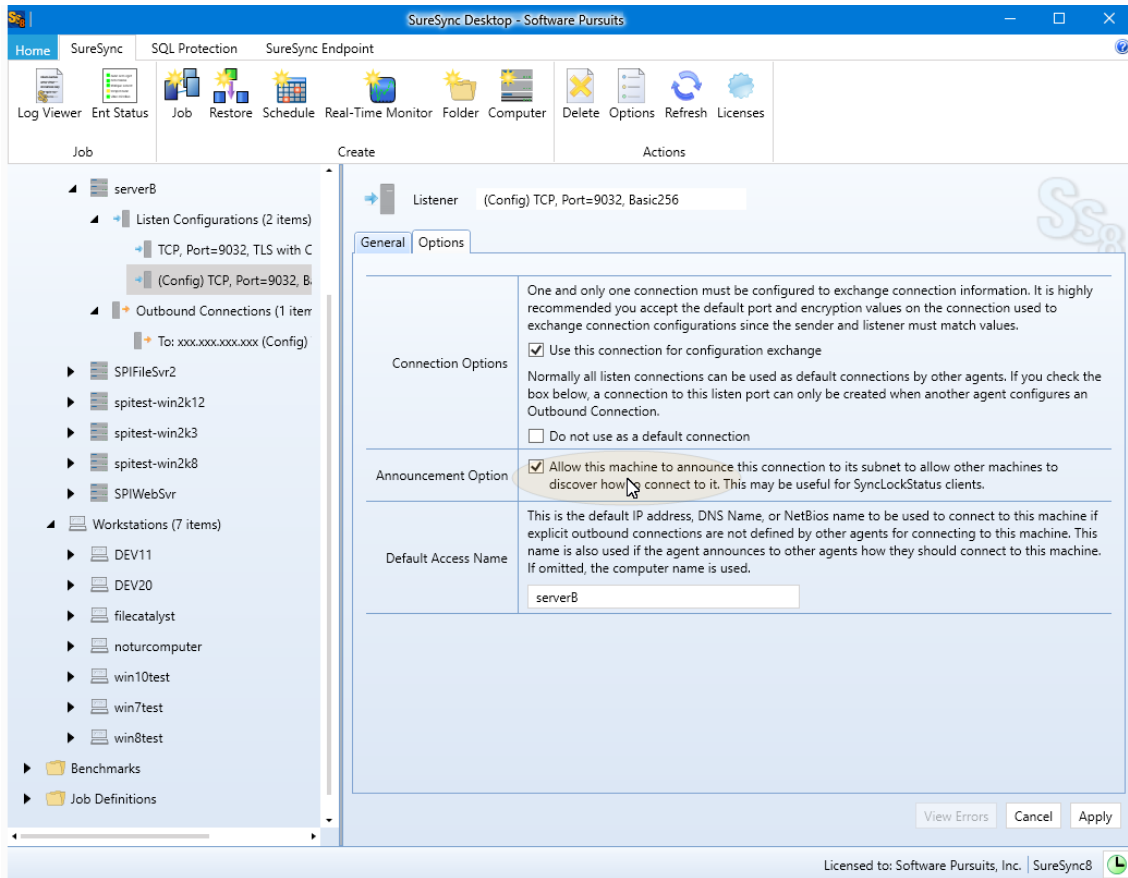 SureSync Desktop - Software Pursuits
Home SureSync SQL Protection SureSync Endpoint
Log Viewer Ent Status Job Restore Schedule Real-Time Monitor Folder Computer Delete Options Refresh Licenses
Job Create Actions
serverB
Listen Configurations (2 items)
TCP, Port=9032, TLS with C
(Config) TCP, Port=9032, B
Outbound Connections (1 item
To: xxx.xxx.xxx.xxx (Config)
SPIFileSvr2
spitest-win2k12
spitest-win2k3
spitest-win2k8
SPIWebSvr
Workstations (7 items)
DEV11
DEV20
filecatalyst
noturcomputer
win10test
win7test
win8test
Benchmarks
Job Definitions
Listener (Config) TCP, Port=9032, Basic256
Ss8
General Options
Connection Options
One and only one connection must be configured to exchange connection information. It is highly
recommended you accept the default port and encryption values on the connection used to
exchange connection configurations since the sender and listener must match values.
Use this connection for configuration exchange
Normally all listen connections can be used as default connections by other agents. If you check the
box below, a connection to this listen port can only be created when another agent configures an
Outbound Connection.
Do not use as a default connection
Announcement Option
Allow this machine to announce this connection to its subnet to allow other machines to
discover how to connect to it. This may be useful for SyncLockStatus clients.
Default Access Name
This is the default IP address, DNS Name, or NetBios name to be used to connect to this machine if
explicit outbound connections are not defined by other agents for connecting to this machine. This
name is also used if the agent announces to other agents how they should connect to this machine.
If omitted, the computer name is used.
serverB
View Errors Cancel Apply
Licensed to: Software Pursuits, Inc. SureSync8